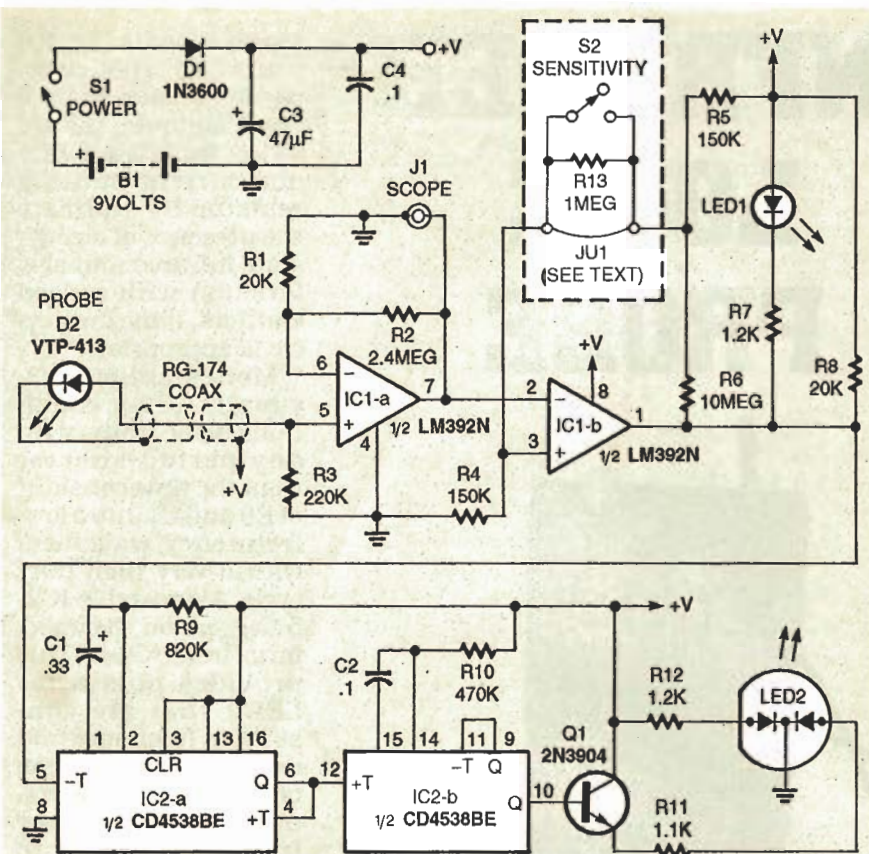 S1
POWER
D1
1N3600
+
C3
47µF
C4
.1
+V
+
B1
9VOLTS
S2
SENSITIVITY
R13
1MEG
JU1
(SEE TEXT)
+V
R5
150K
LED1
J1
SCOPE
R1
20K
R2
2.4MEG
PROBE
D2
VTP-413
RG-174
COAX
+V
6
−
5
+
7
IC1-a
4
1/2 LM392N
R3
220K
R4
150K
+V
2
−
3
+
8
IC1-b
1
1/2 LM392N
R7
1.2K
R6
10MEG
R8
20K
C1
.33
+
R9
820K
C2
.1
R10
470K
+V
R12
1.2K
LED2
Q1
2N3904
R11
1.1K
2
3
13
16
5
−T
CLR
Q
6
8
IC2-a
+T
4
1/2 CD4538BE
15
14
11
9
12
+T
−T
Q
IC2-b
Q
10
1/2 CD4538BE